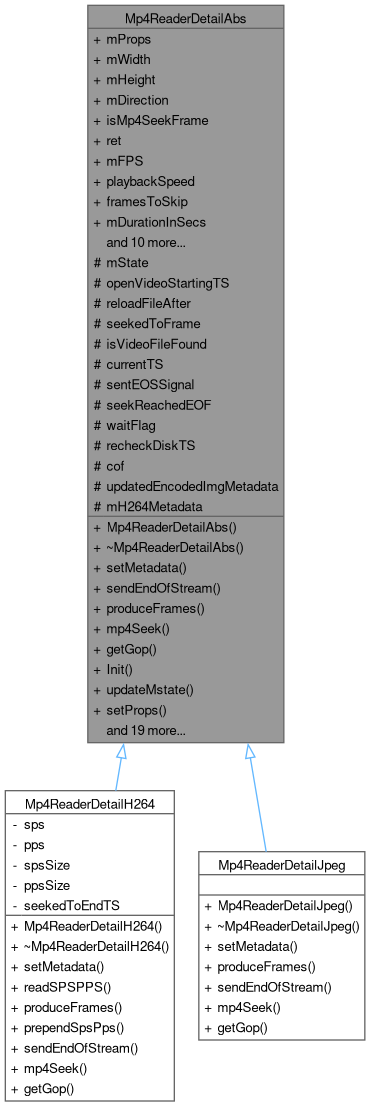 Mp4ReaderDetailAbs
+ mProps
+ mWidth
+ mHeight
+ mDirection
+ isMp4SeekFrame
+ ret
+ mFPS
+ playbackSpeed
+ framesToSkip
+ mDurationInSecs
and 10 more...
# mState
# openVideoStartingTS
# reloadFileAfter
# seekedToFrame
# isVideoFileFound
# currentTS
# sentEOSSignal
# seekReachedEOF
# waitFlag
# recheckDiskTS
# cof
# updatedEncodedImgMetadata
# mH264Metadata
+ Mp4ReaderDetailAbs()
+ ~Mp4ReaderDetailAbs()
+ setMetadata()
+ sendEndOfStream()
+ produceFrames()
+ mp4Seek()
+ getGop()
+ Init()
+ updateMstate()
+ setProps()
and 19 more...
Mp4ReaderDetailH264
- sps
- pps
- spsSize
- ppsSize
- seekedToEndTS
+ Mp4ReaderDetailH264()
+ ~Mp4ReaderDetailH264()
+ setMetadata()
+ readSPSPPS()
+ produceFrames()
+ prependSpsPps()
+ sendEndOfStream()
+ mp4Seek()
+ getGop()
Mp4ReaderDetailJpeg
+ Mp4ReaderDetailJpeg()
+ ~Mp4ReaderDetailJpeg()
+ setMetadata()
+ produceFrames()
+ sendEndOfStream()
+ mp4Seek()
+ getGop()